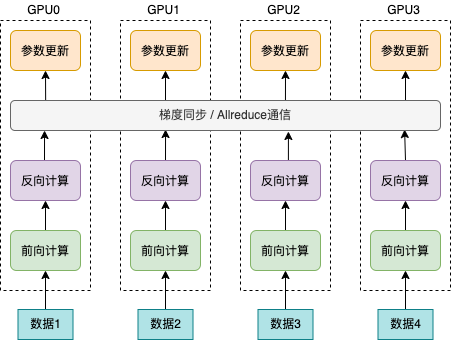 GPU0 GPU1 GPU2 GPU3
参数更新 参数更新 参数更新 参数更新
梯度同步 / Allreduce通信
反向计算 反向计算 反向计算 反向计算
前向计算 前向计算 前向计算 前向计算
数据1 数据2 数据3 数据4